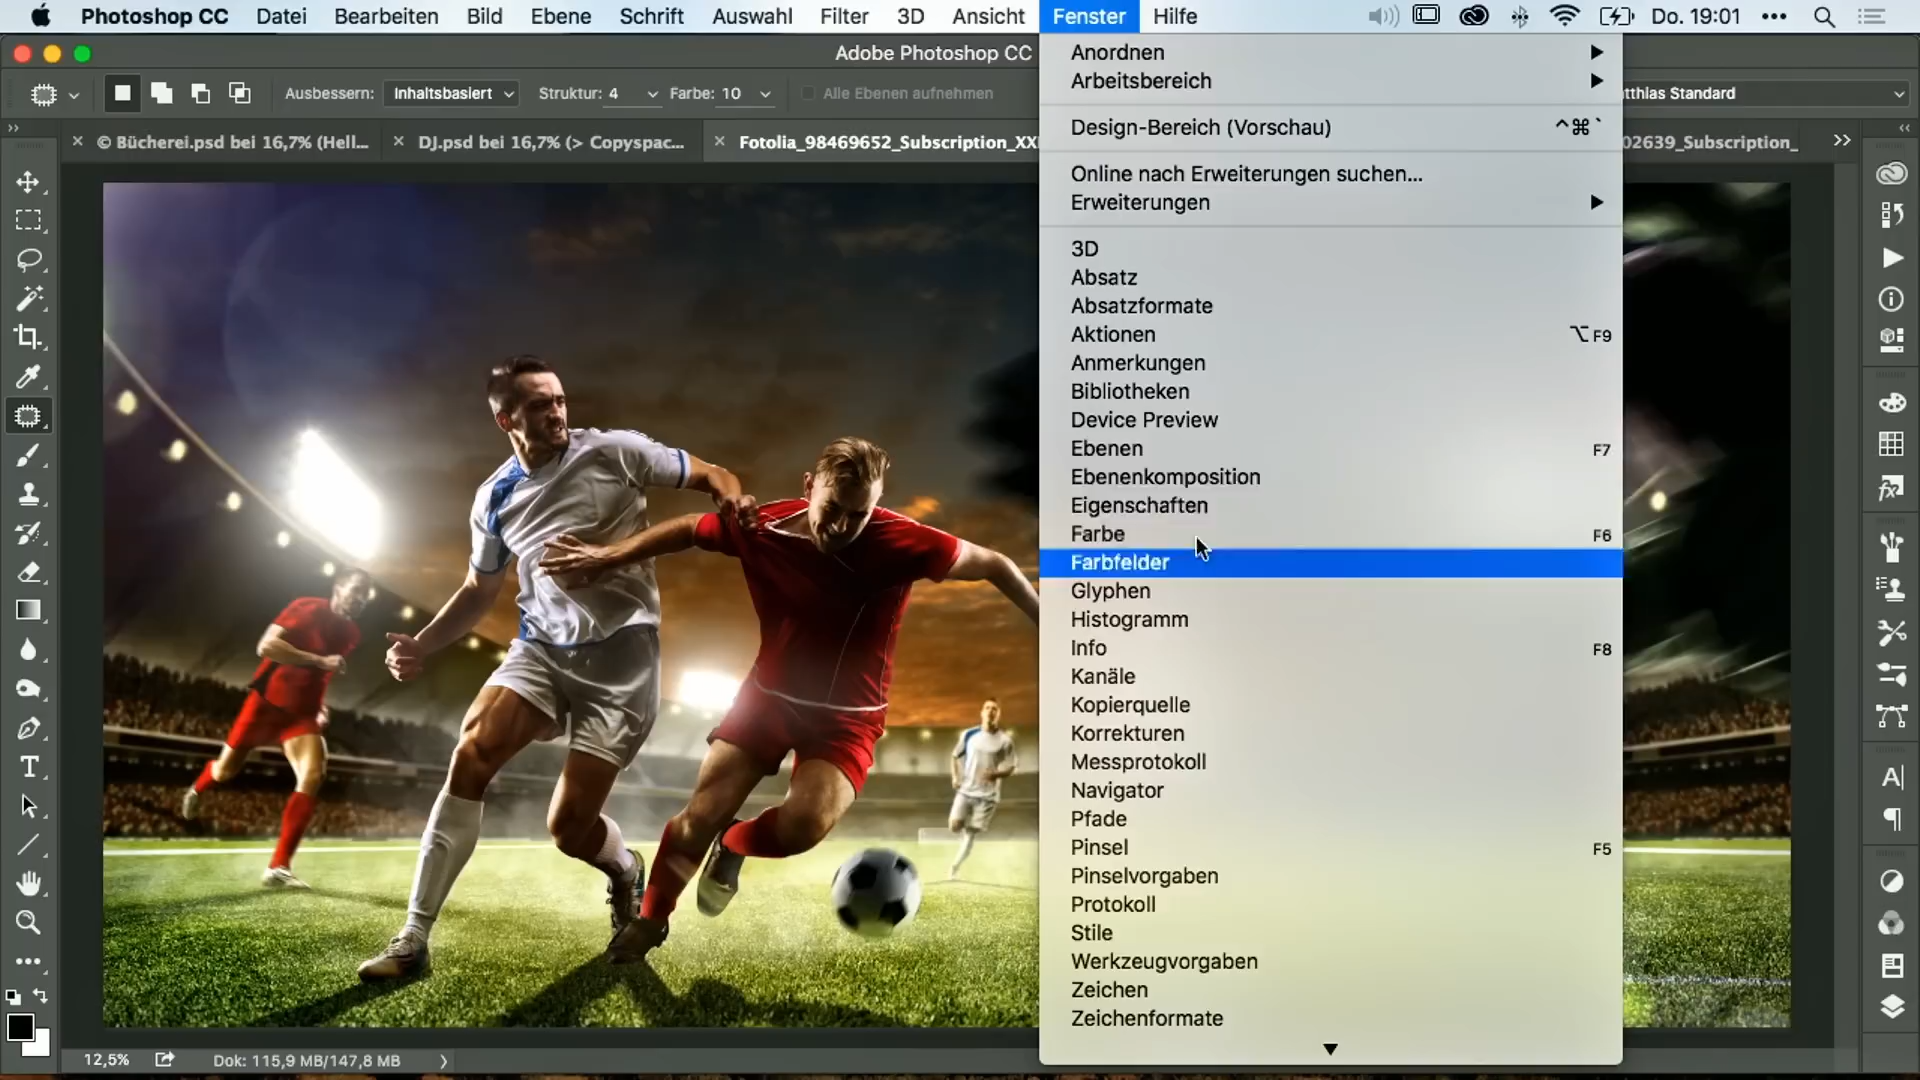 Photoshop CC Datei Bearbeiten Bild Ebene Schrift Auswahl Filter 3D Ansicht Fenster Hilfe Do. 19:01
Adobe Photoshop CC
Ausbessern: Inhaltsbasiert Struktur: 4 Farbe: 10 Alle Ebenen aufnehmen tthias Standard
© Bücherei.psd bei 16,7% (Hell... DJ.psd bei 16,7% (> Copyspac... Fotolia_98469652_Subscription_XX 02639_Subscription_
Anordnen
Arbeitsbereich
Design-Bereich (Vorschau) ^⌘`
Online nach Erweiterungen suchen...
Erweiterungen
3D
Absatz
Absatzformate
Aktionen ⌥F9
Anmerkungen
Bibliotheken
Device Preview
Ebenen F7
Ebenenkomposition
Eigenschaften
Farbe F6
Farbfelder
Glyphen
Histogramm
Info F8
Kanäle
Kopierquelle
Korrekturen
Messprotokoll
Navigator
Pfade
Pinsel F5
Pinselvorgaben
Protokoll
Stile
Werkzeugvorgaben
Zeichen
Zeichenformate
12,5% Dok: 115,9 MB/147,8 MB